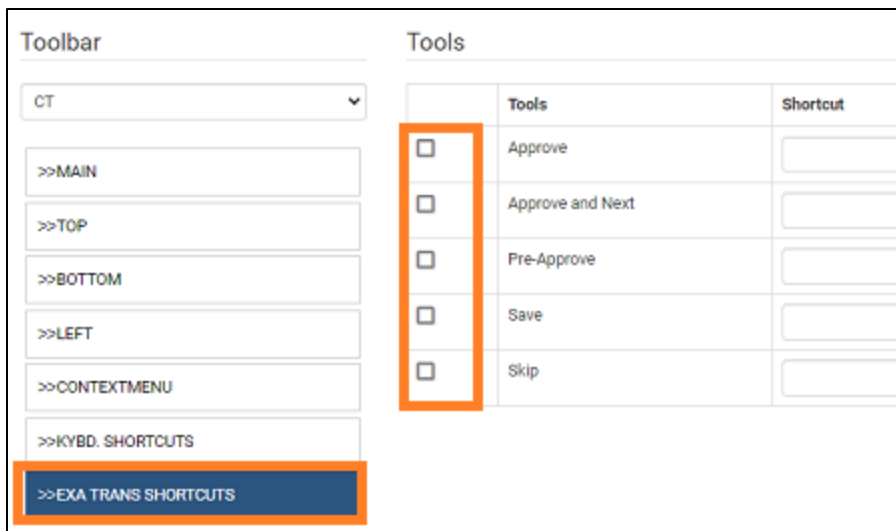 Toolbar
CT
>>MAIN
>>TOP
>>BOTTOM
>>LEFT
>>CONTEXTMENU
>>KYBD. SHORTCUTS
>>EXA TRANS SHORTCUTS
Tools
Tools Shortcut
Approve
Approve and Next
Pre-Approve
Save
Skip